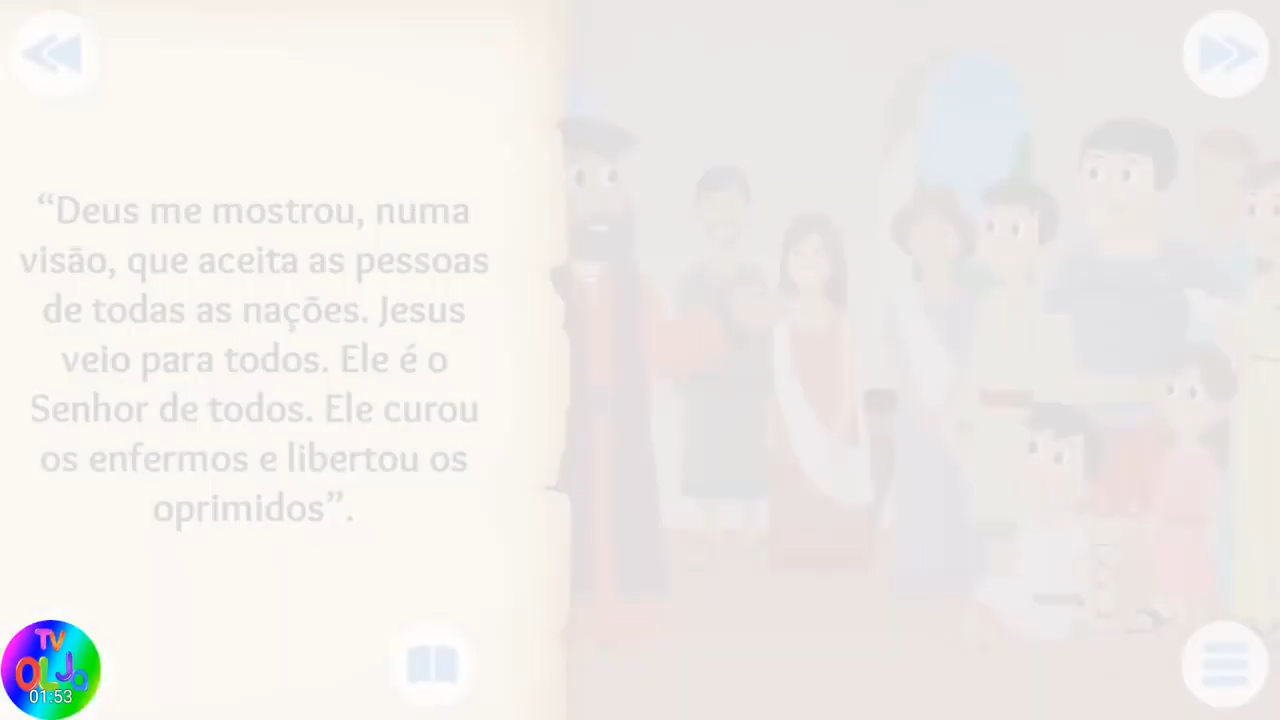 “Deus me mostrou, numa
visão, que aceita as pessoas
de todas as nações. Jesus
veio para todos. Ele é o
Senhor de todos. Ele curou
os enfermos e libertou os
oprimidos”.
TV
OLJO
01:53